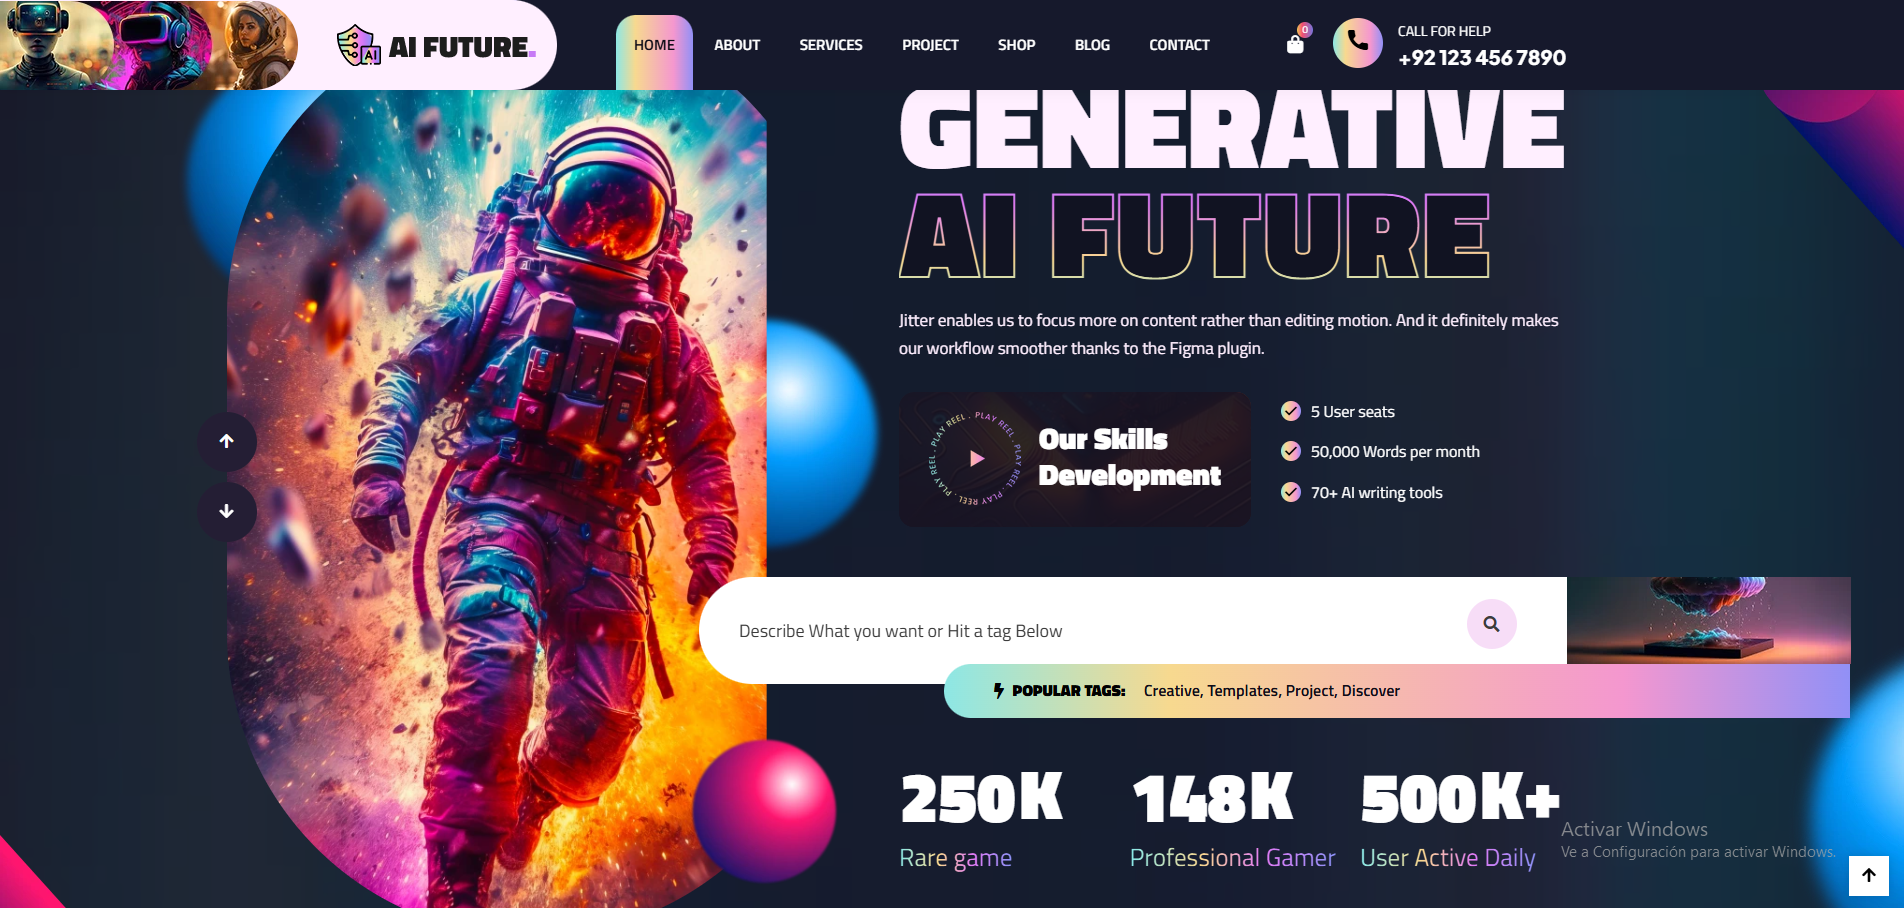 AI FUTURE.
HOME ABOUT SERVICES PROJECT SHOP BLOG CONTACT
0
CALL FOR HELP
+92 123 456 7890
GENERATIVE
AI FUTURE
Jitter enables us to focus more on content rather than editing motion. And it definitely makes
our workflow smoother thanks to the Figma plugin.
PLAY REEL . PLAY REEL . PLAY REEL . PLAY REEL . PLAY REEL .
Our Skills
Development
5 User seats
50,000 Words per month
70+ AI writing tools
Describe What you want or Hit a tag Below
POPULAR TAGS: Creative, Templates, Project, Discover
250K
Rare game
148K
Professional Gamer
500K+
User Active Daily
Activar Windows
Ve a Configuración para activar Windows.